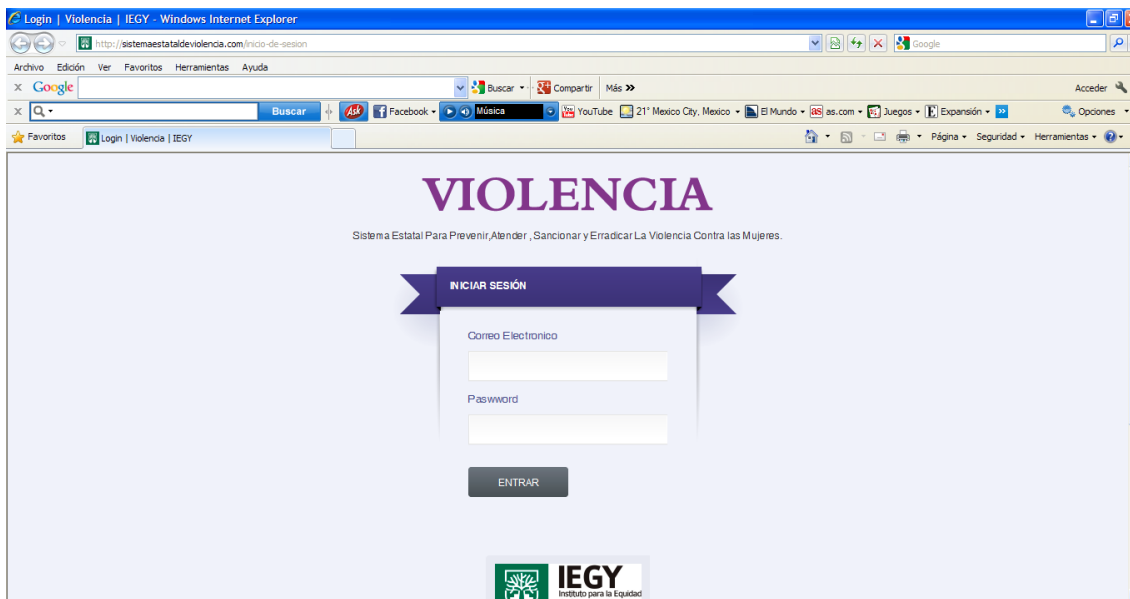 Login | Violencia | IEGY - Windows Internet Explorer
http://sistemaestataldeviolencia.com/inicio-de-sesion
Google
Archivo Edición Ver Favoritos Herramientas Ayuda
x Google Buscar Compartir Más Acceder
x Buscar Ask Facebook Música YouTube 21° Mexico City, Mexico El Mundo as as.com Juegos E Expansión Opciones
Favoritos Login | Violencia | IEGY Página Seguridad Herramientas
VIOLENCIA
Sistema Estatal Para Prevenir,Atender , Sancionar y Erradicar La Violencia Contra las Mujeres.
INICIAR SESIÓN
Correo Electronico
Paswword
ENTRAR
IEGY
Instituto para la Equidad